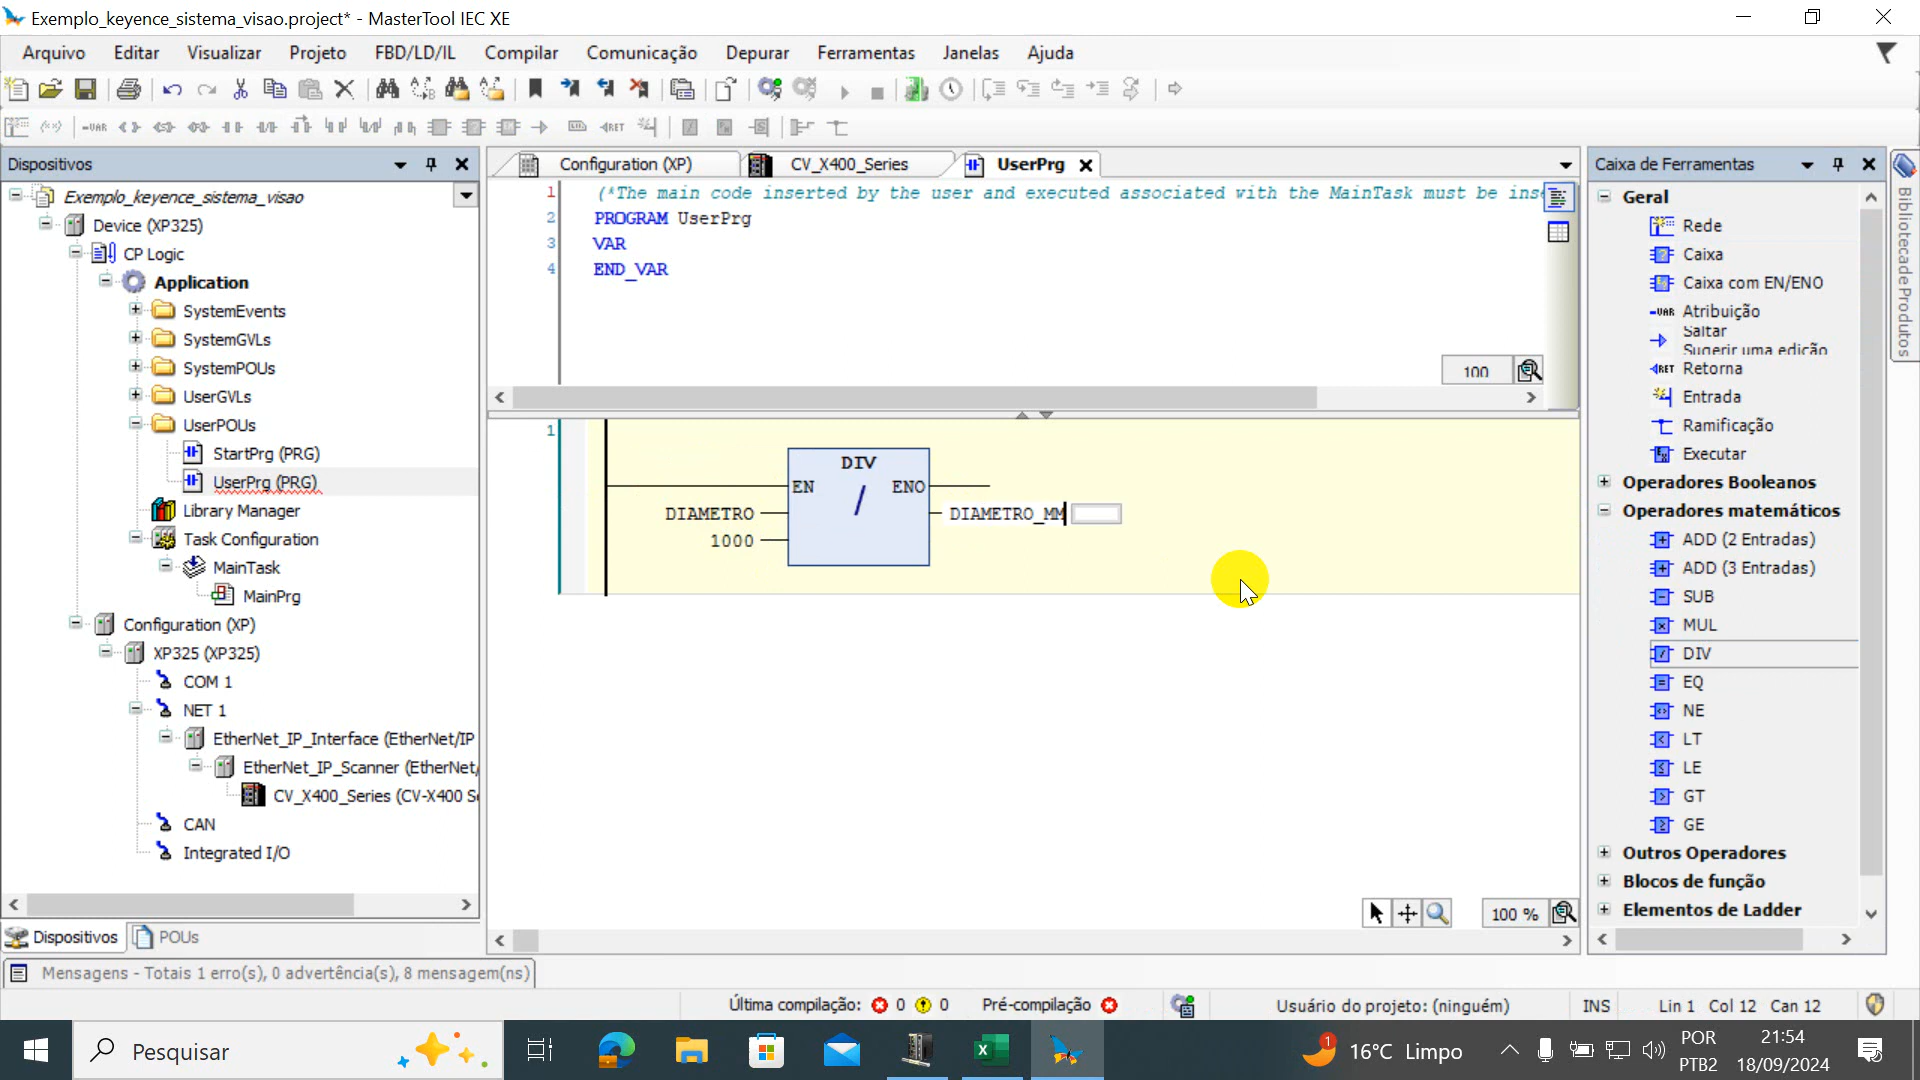 Exemplo_keyence_sistema_visao.project* - MasterTool IEC XE
Arquivo Editar Visualizar Projeto FBD/LD/IL Compilar Comunicação Depurar Ferramentas Janelas Ajuda
Dispositivos
Exemplo_keyence_sistema_visao
Device (XP325)
CP Logic
Application
SystemEvents
SystemGVLs
SystemPOUs
UserGVLs
UserPOUs
StartPrg (PRG)
UserPrg (PRG)
Library Manager
Task Configuration
MainTask
MainPrg
Configuration (XP)
XP325 (XP325)
COM 1
NET 1
EtherNet_IP_Interface (EtherNet/IP
EtherNet_IP_Scanner (EtherNet/
CV_X400_Series (CV-X400 S
CAN
Integrated I/O
Dispositivos POUs
Configuration (XP) CV_X400_Series UserPrg
1 (*The main code inserted by the user and executed associated with the MainTask must be ins
2 PROGRAM UserPrg
3 VAR
4 END_VAR
100
1
DIV
EN ENO
DIAMETRO DIAMETRO_MM
1000
100 %
Caixa de Ferramentas
Geral
Rede
Caixa
Caixa com EN/ENO
Atribuição
Saltar
Sugerir uma edição
Retorna
Entrada
Ramificação
Executar
Operadores Booleanos
Operadores matemáticos
ADD (2 Entradas)
ADD (3 Entradas)
SUB
MUL
DIV
EQ
NE
LT
LE
GT
GE
Outros Operadores
Blocos de função
Elementos de Ladder
Biblioteca de Produtos
Mensagens - Totais 1 erro(s), 0 advertência(s), 8 mensagem(ns)
Última compilação: 0 0 Pré-compilação Usuário do projeto: (ninguém) INS Lin 1 Col 12 Can 12
Pesquisar
1 16°C Limpo
POR
PTB2
21:54
18/09/2024